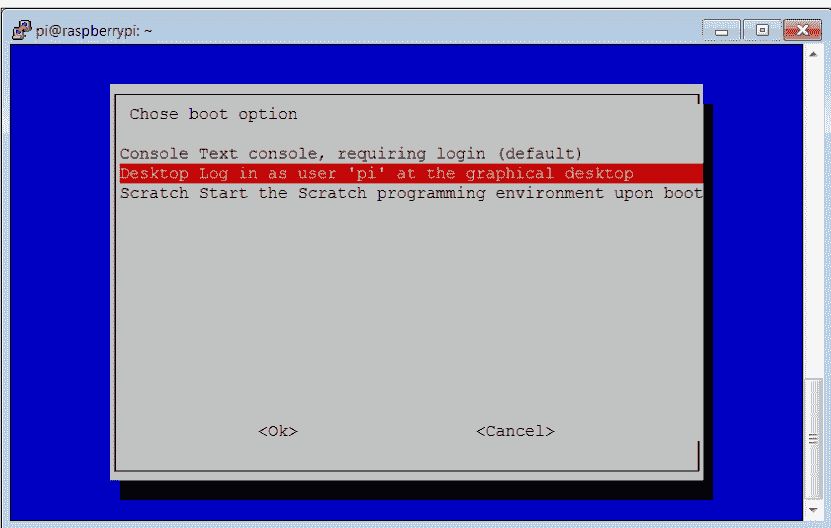 pi@raspberrypi: ~
Chose boot option
Console Text console, requiring login (default)
Desktop Log in as user 'pi' at the graphical desktop
Scratch Start the Scratch programming environment upon boot
<Ok> <Cancel>